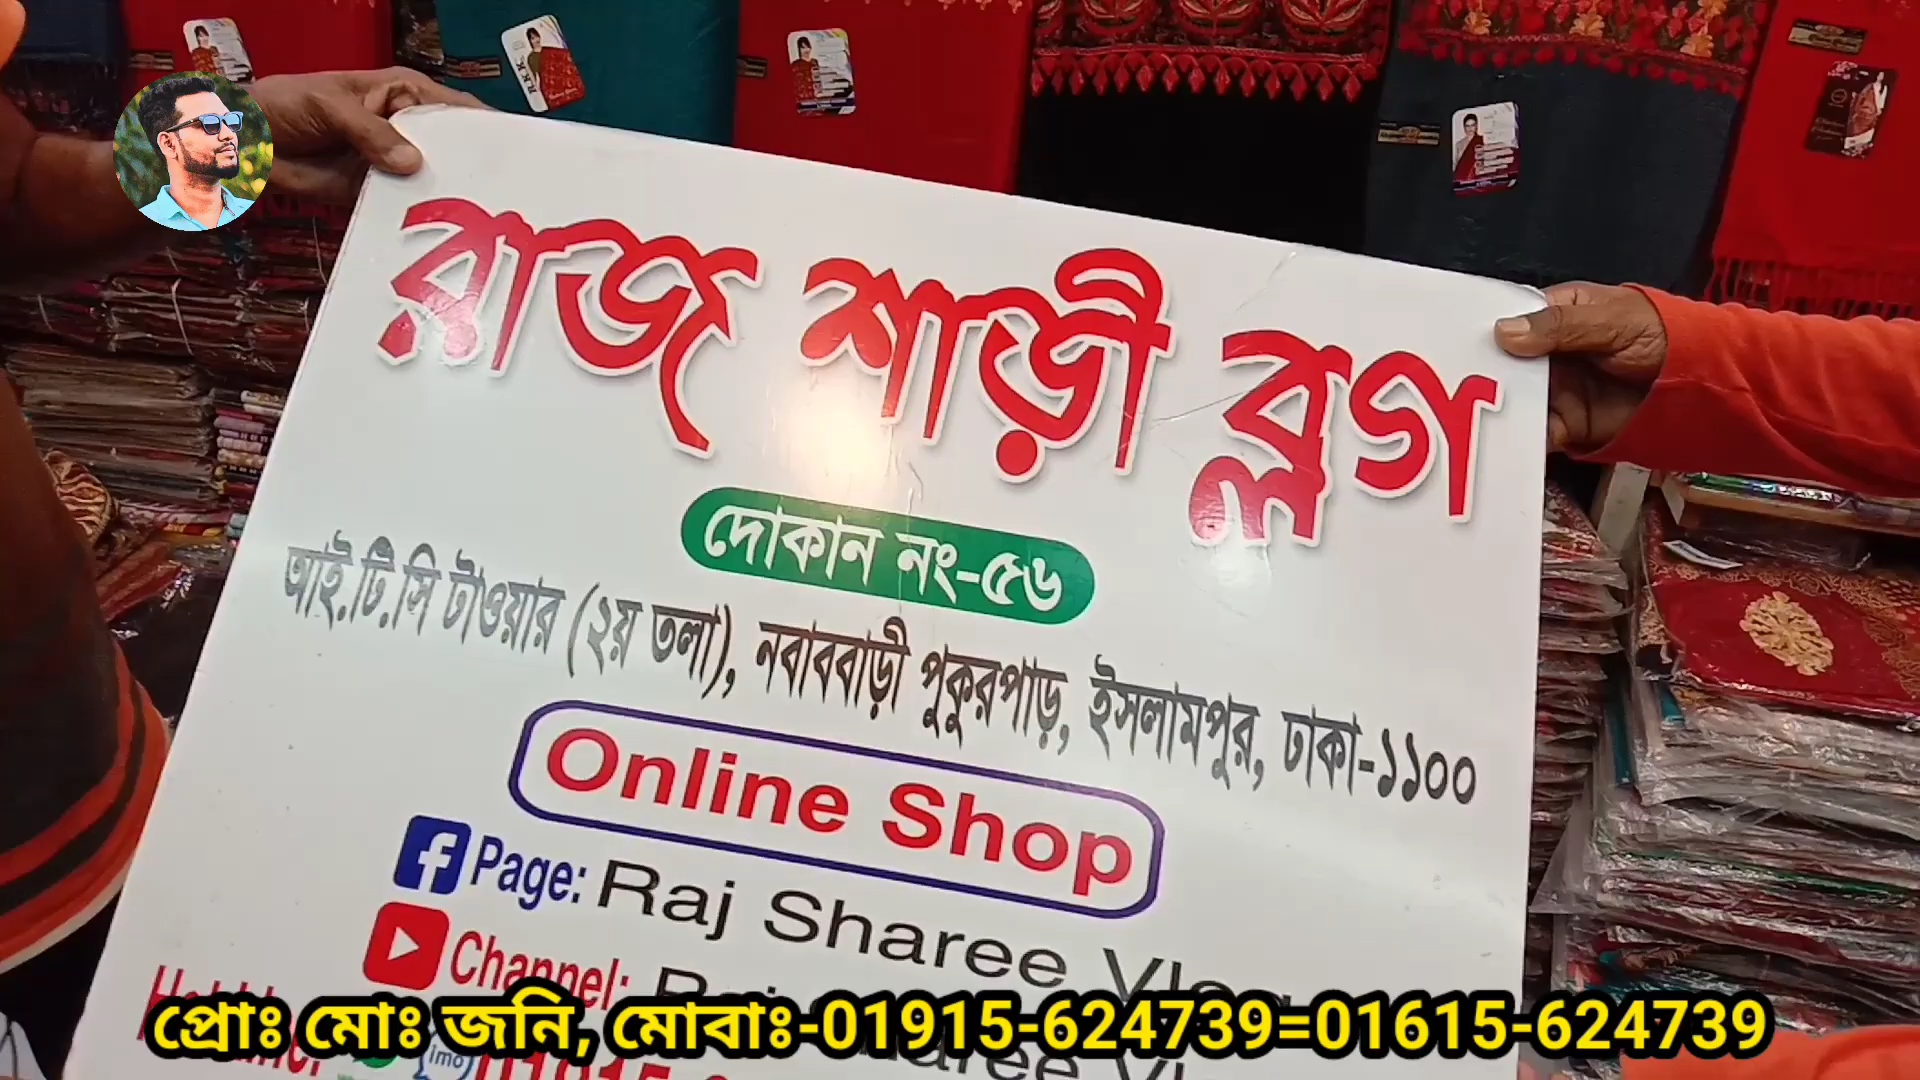 রাজ শাড়ী ব্লগ
দোকান নং-৫৬
আই.টি.সি টাওয়ার (২য় তলা), নবাববাড়ী পুকুরপাড়, ইসলামপুর, ঢাকা-১১০০
Online Shop
Page: Raj Sharee Vlog
Channel:
প্রোঃ মোঃ জনি, মোবাঃ-01915-624739=01615-624739